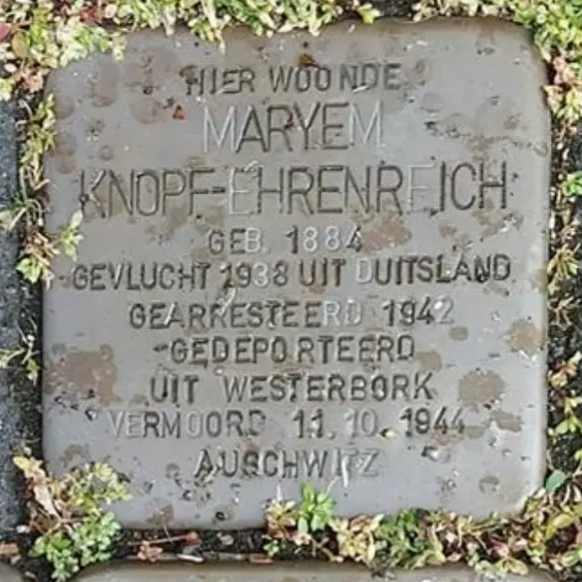 HIER WOONDE
MARYEM
KNOPF-EHRENREICH
GEB. 1884
GEVLUCHT 1938 UIT DUITSLAND
GEARRESTEERD 1942
GEDEPORTEERD
UIT WESTERBORK
VERMOORD 11.10.1944
AUSCHWITZ